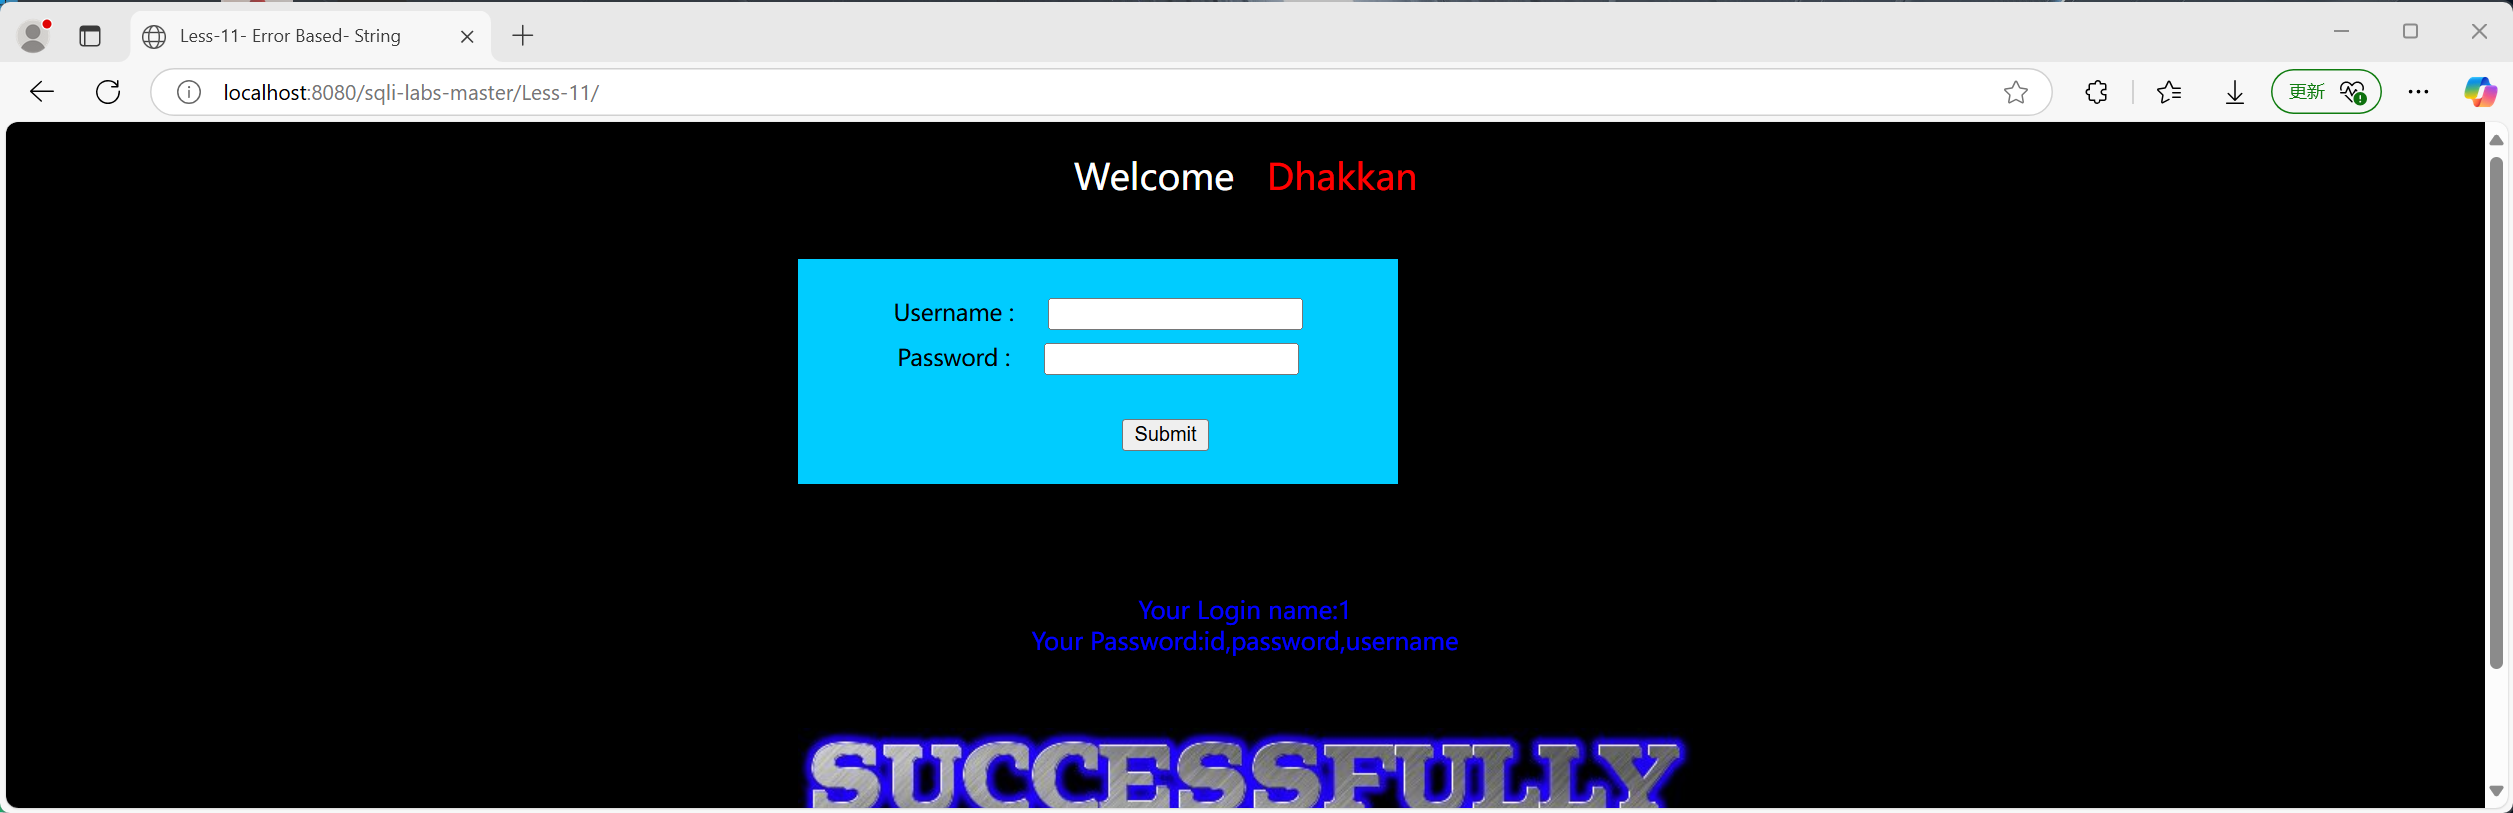 Less-11- Error Based- String
localhost:8080/sqli-labs-master/Less-11/
更新
Welcome Dhakkan
Username :
Password :
Submit
Your Login name:1
Your Password:id,password,username
SUCCESSFULLY